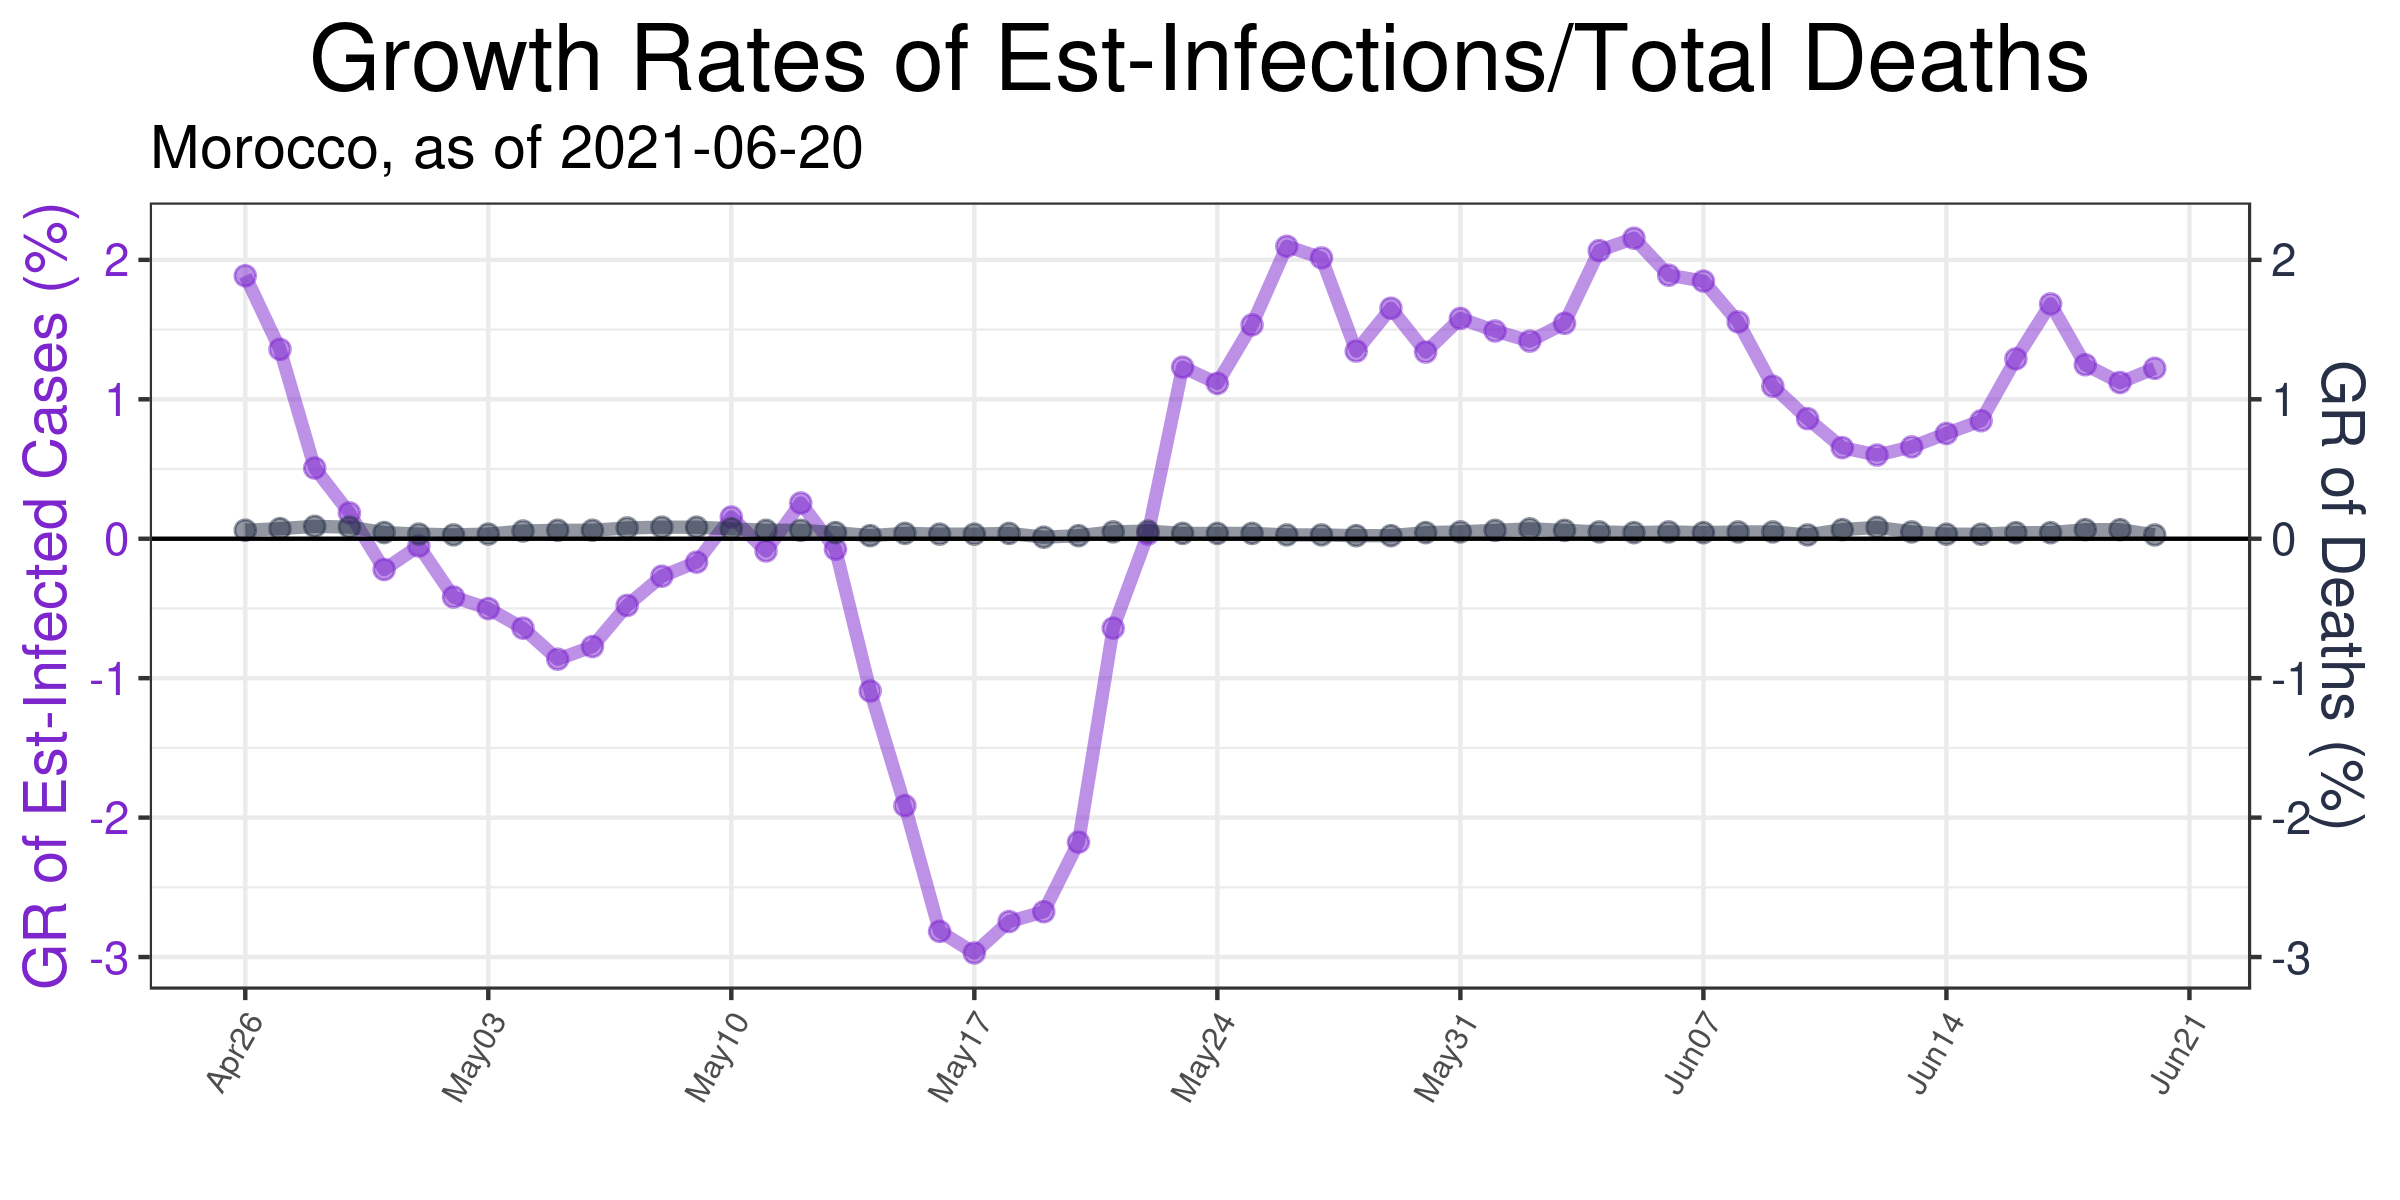 Growth Rates of Est-Infections/Total Deaths
Morocco, as of 2021-06-20
GR of Est-Infected Cases (%)
2
1
0
-1
-2
-3
2
1
0
-1
-2
-3
GR of Deaths (%)
Apr26
May03
May10
May17
May24
May31
Jun07
Jun14
Jun21